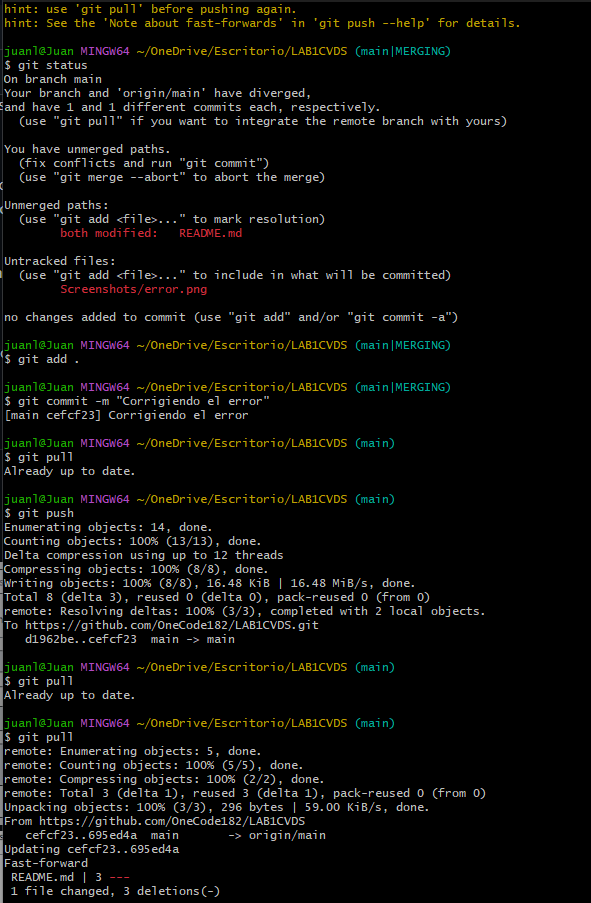 hint: use 'git pull' before pushing again.
hint: See the 'Note about fast-forwards' in 'git push --help' for details.
juanl@Juan MINGW64 ~/OneDrive/Escritorio/LAB1CVDS (main|MERGING)
$ git status
On branch main
Your branch and 'origin/main' have diverged,
and have 1 and 1 different commits each, respectively.
  (use "git pull" if you want to integrate the remote branch with yours)
You have unmerged paths.
  (fix conflicts and run "git commit")
  (use "git merge --abort" to abort the merge)
Unmerged paths:
  (use "git add <file>..." to mark resolution)
        both modified:   README.md
Untracked files:
  (use "git add <file>..." to include in what will be committed)
        Screenshots/error.png
no changes added to commit (use "git add" and/or "git commit -a")
juanl@Juan MINGW64 ~/OneDrive/Escritorio/LAB1CVDS (main|MERGING)
$ git add .
juanl@Juan MINGW64 ~/OneDrive/Escritorio/LAB1CVDS (main|MERGING)
$ git commit -m "Corrigiendo el error"
[main cefcf23] Corrigiendo el error
juanl@Juan MINGW64 ~/OneDrive/Escritorio/LAB1CVDS (main)
$ git pull
Already up to date.
juanl@Juan MINGW64 ~/OneDrive/Escritorio/LAB1CVDS (main)
$ git push
Enumerating objects: 14, done.
Counting objects: 100% (13/13), done.
Delta compression using up to 12 threads
Compressing objects: 100% (8/8), done.
Writing objects: 100% (8/8), 16.48 KiB | 16.48 MiB/s, done.
Total 8 (delta 3), reused 0 (delta 0), pack-reused 0 (from 0)
remote: Resolving deltas: 100% (3/3), completed with 2 local objects.
To https://github.com/OneCode182/LAB1CVDS.git
   d1962be..cefcf23  main -> main
juanl@Juan MINGW64 ~/OneDrive/Escritorio/LAB1CVDS (main)
$ git pull
Already up to date.
juanl@Juan MINGW64 ~/OneDrive/Escritorio/LAB1CVDS (main)
$ git pull
remote: Enumerating objects: 5, done.
remote: Counting objects: 100% (5/5), done.
remote: Compressing objects: 100% (2/2), done.
remote: Total 3 (delta 1), reused 3 (delta 1), pack-reused 0 (from 0)
Unpacking objects: 100% (3/3), 296 bytes | 59.00 KiB/s, done.
From https://github.com/OneCode182/LAB1CVDS
   cefcf23..695ed4a  main       -> origin/main
Updating cefcf23..695ed4a
Fast-forward
 README.md | 3 ---
 1 file changed, 3 deletions(-)